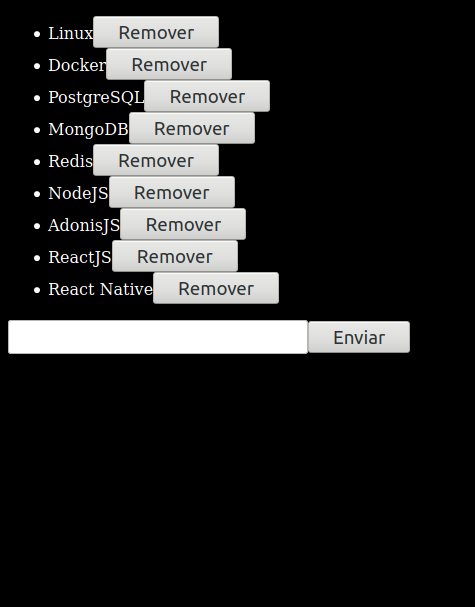 Linux Remover
Docker Remover
PostgreSQL Remover
MongoDB Remover
Redis Remover
NodeJS Remover
AdonisJS Remover
ReactJS Remover
React Native Remover
Enviar